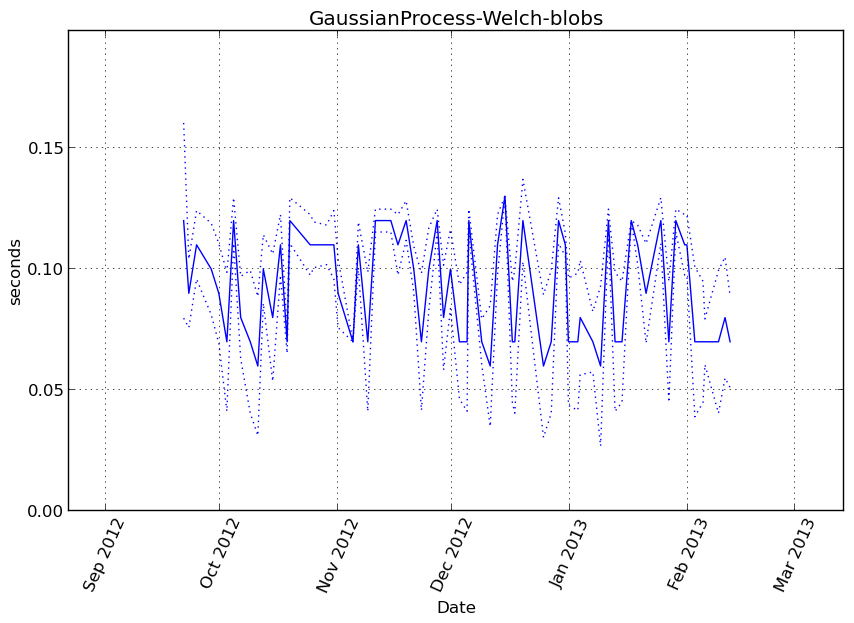 GaussianProcess-Welch-blobs
seconds
0.15
0.10
0.05
0.00
Sep 2012
Oct 2012
Nov 2012
Dec 2012
Jan 2013
Feb 2013
Mar 2013
Date